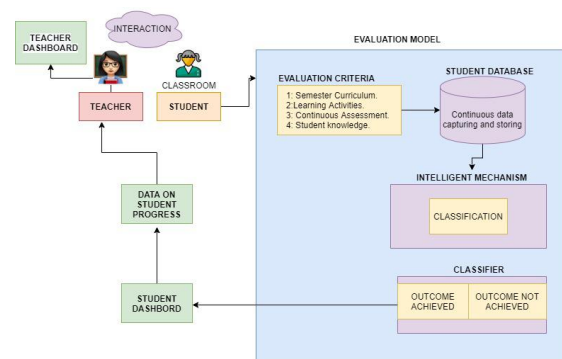 TEACHER
DASHBOARD
INTERACTION
CLASSROOM
TEACHER
STUDENT
DATA ON
STUDENT
PROGRESS
STUDENT
DASHBORD
EVALUATION MODEL
EVALUATION CRITERIA
1: Semester Curriculum.
2:Learning Activities.
3: Continuous Assessment.
4: Student knowledge.
STUDENT DATABASE
Continuous data
capturing and storing
INTELLIGENT MECHANISM
CLASSIFICATION
CLASSIFIER
OUTCOME
ACHIEVED
OUTCOME NOT
ACHIEVED